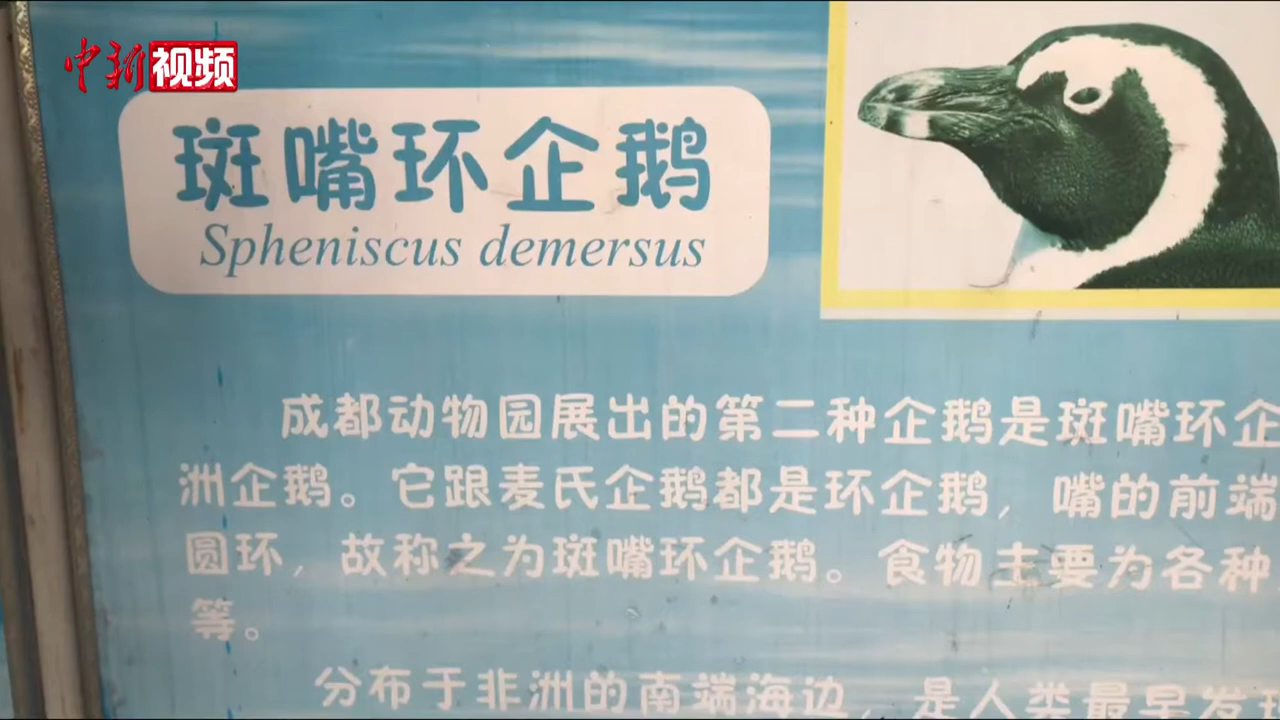 中新视频
斑嘴环企鹅
Spheniscus demersus
成都动物园展出的第二种企鹅是斑嘴环企
洲企鹅。它跟麦氏企鹅都是环企鹅，嘴的前端
圆环，故称之为斑嘴环企鹅。食物主要为各种
等。
分布于非洲的南端海边，是人类最早发现